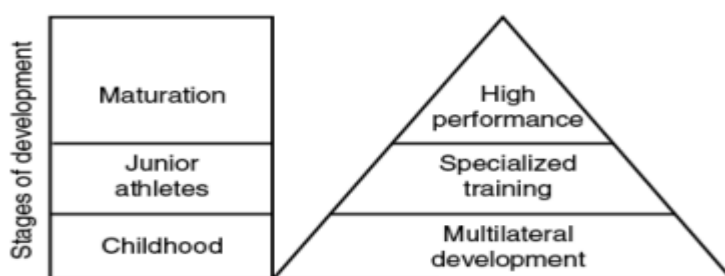 Stages of development
Maturation
Junior
athletes
Childhood
High
performance
Specialized
training
Multilateral
development